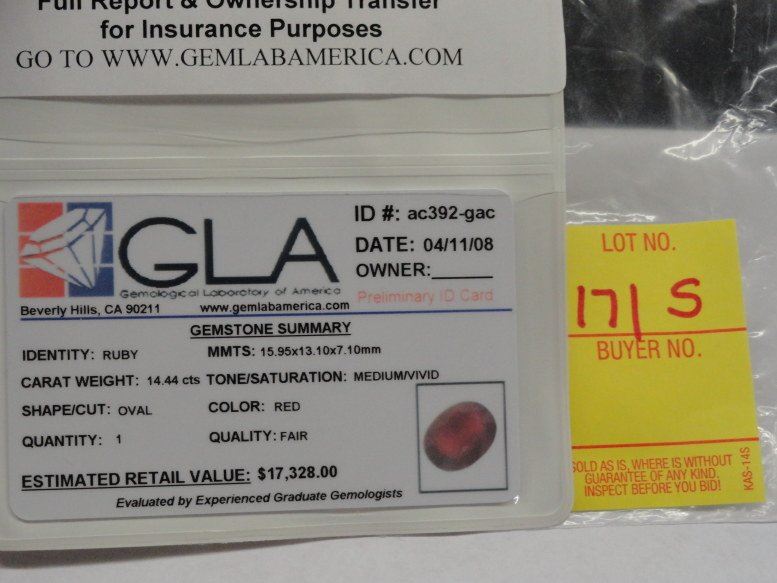 Full Report & Ownership Transfer
for Insurance Purposes
GO TO WWW.GEMLABAMERICA.COM
GLA
Gemological Laboratory of America
Beverly Hills, CA 90211 www.gemlabamerica.com
ID #: ac392-gac
DATE: 04/11/08
OWNER:______
Preliminary ID Card
GEMSTONE SUMMARY
IDENTITY: RUBY MMTS: 15.95x13.10x7.10mm
CARAT WEIGHT: 14.44 cts TONE/SATURATION: MEDIUM/VIVID
SHAPE/CUT: OVAL COLOR: RED
QUANTITY: 1 QUALITY: FAIR
ESTIMATED RETAIL VALUE: $17,328.00
Evaluated by Experienced Graduate Gemologists
LOT NO.
171 S
BUYER NO.
SOLD AS IS, WHERE IS WITHOUT
GUARANTEE OF ANY KIND.
INSPECT BEFORE YOU BID!
KAS-14S